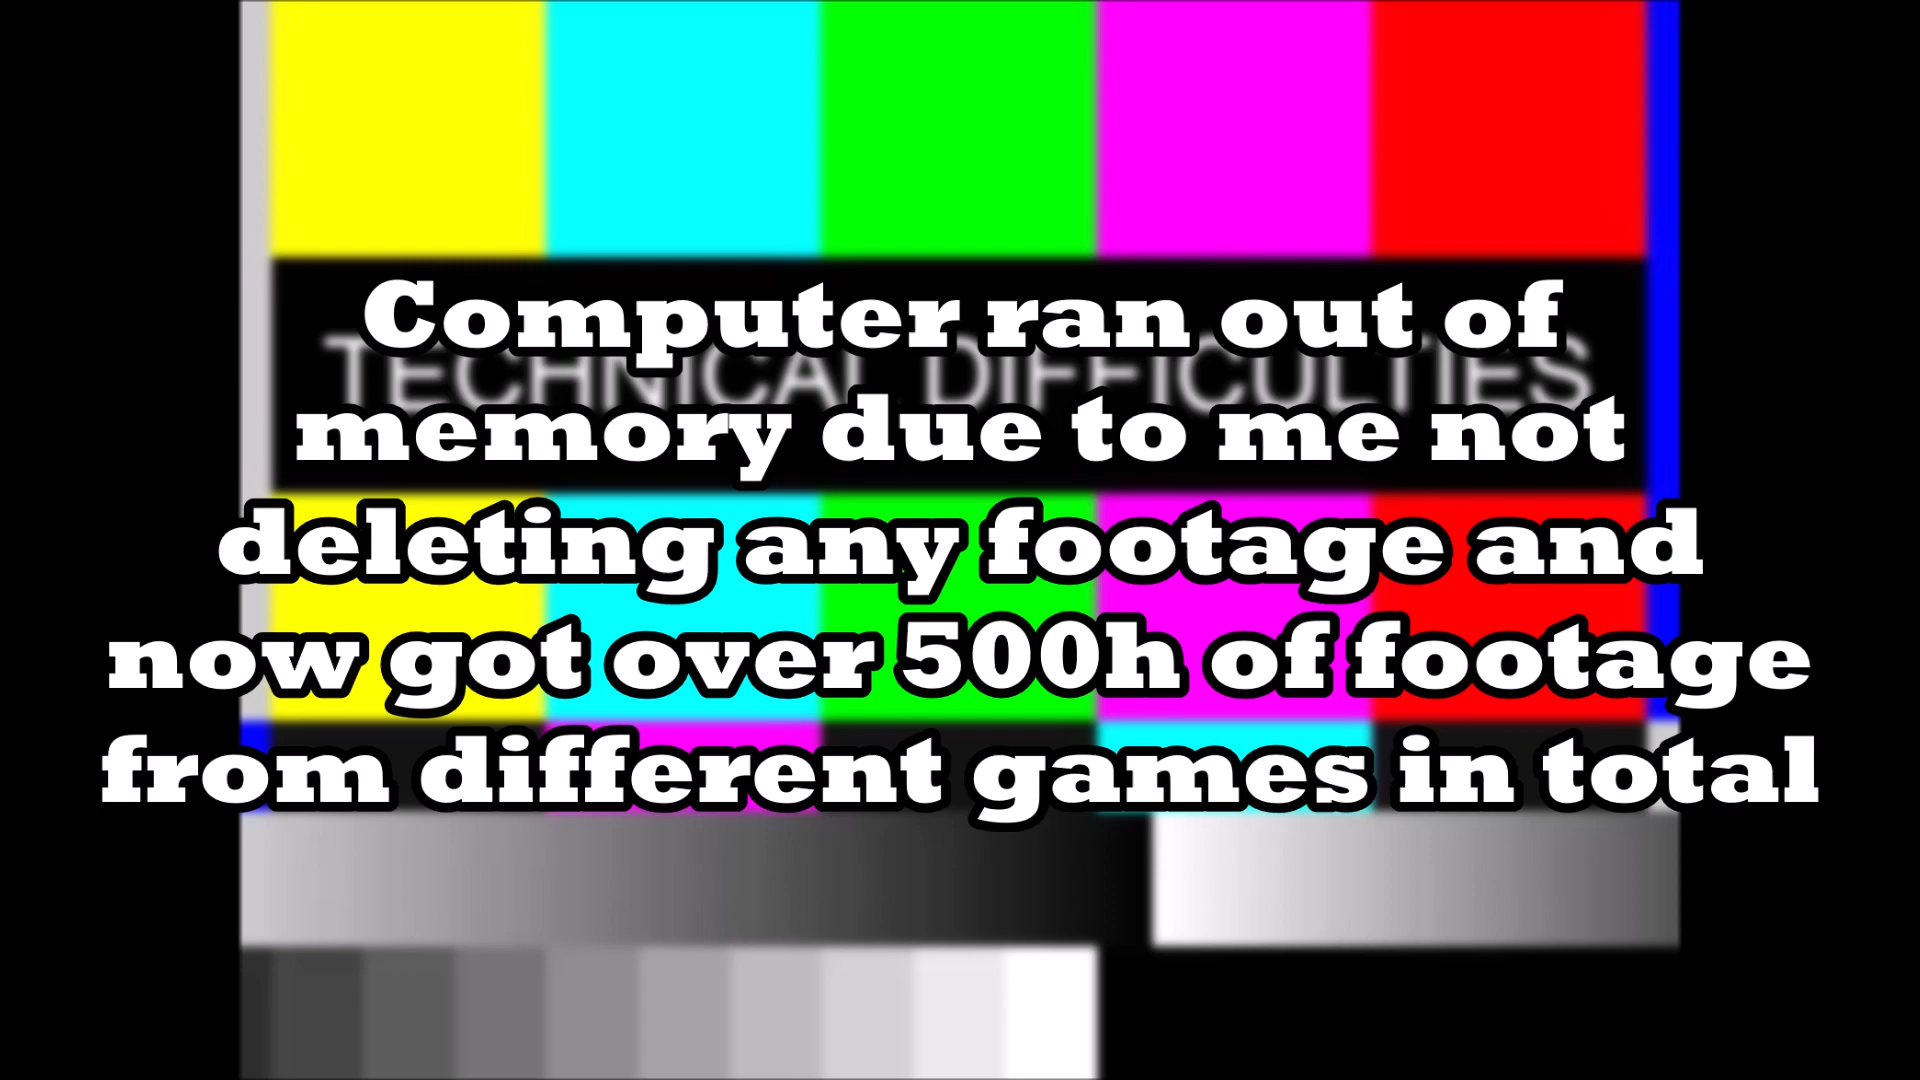 Computer ran out of
TECHNICAL DIFFICULTIES
memory due to me not
deleting any footage and
now got over 500h of footage
from different games in total